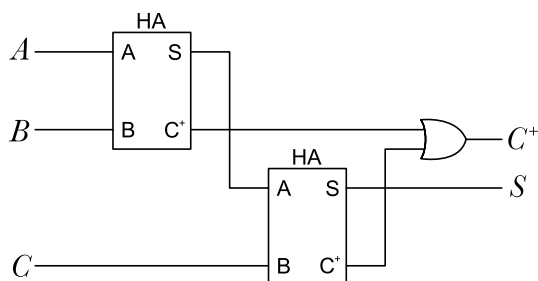 HA
A A S
B B C⁺ C⁺
HA
A S S
C B C⁺